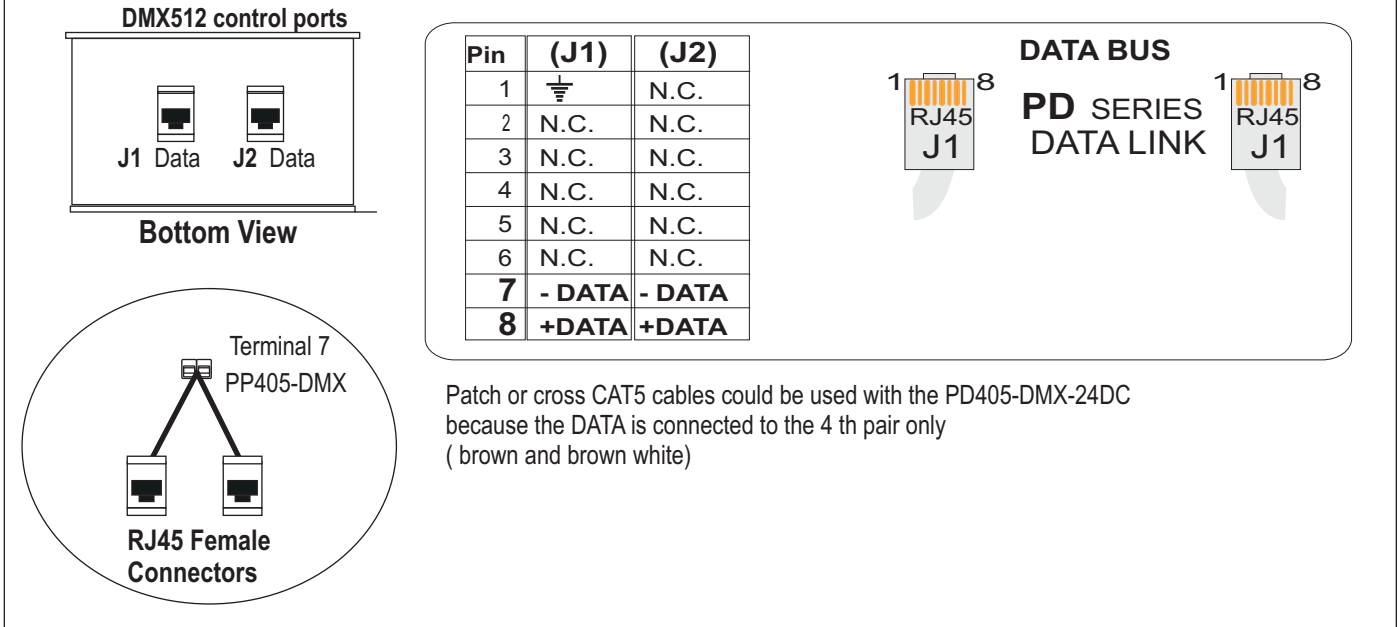 DMX512 control ports
J1 Data J2 Data
Bottom View
Terminal 7
PP405-DMX
RJ45 Female
Connectors
Pin (J1) (J2)
1 N.C.
2 N.C. N.C.
3 N.C. N.C.
4 N.C. N.C.
5 N.C. N.C.
6 N.C. N.C.
7 - DATA - DATA
8 +DATA +DATA
DATA BUS
1 8
RJ45
J1
PD SERIES
DATA LINK
1 8
RJ45
J1
Patch or cross CAT5 cables could be used with the PD405-DMX-24DC
because the DATA is connected to the 4 th pair only
( brown and brown white)